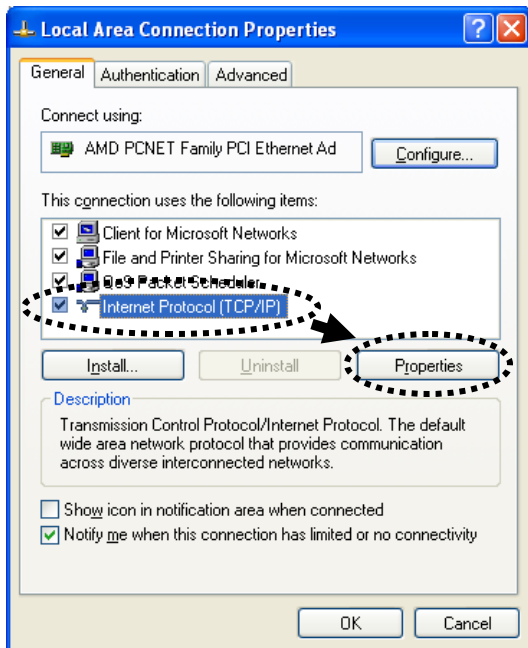 Local Area Connection Properties
General Authentication Advanced
Connect using:
AMD PCNET Family PCI Ethernet Ad Configure...
This connection uses the following items:
Client for Microsoft Networks
File and Printer Sharing for Microsoft Networks
QoS Packet Scheduler
Internet Protocol (TCP/IP)
Install... Uninstall Properties
Description
Transmission Control Protocol/Internet Protocol. The default
wide area network protocol that provides communication
across diverse interconnected networks.
Show icon in notification area when connected
Notify me when this connection has limited or no connectivity
OK Cancel